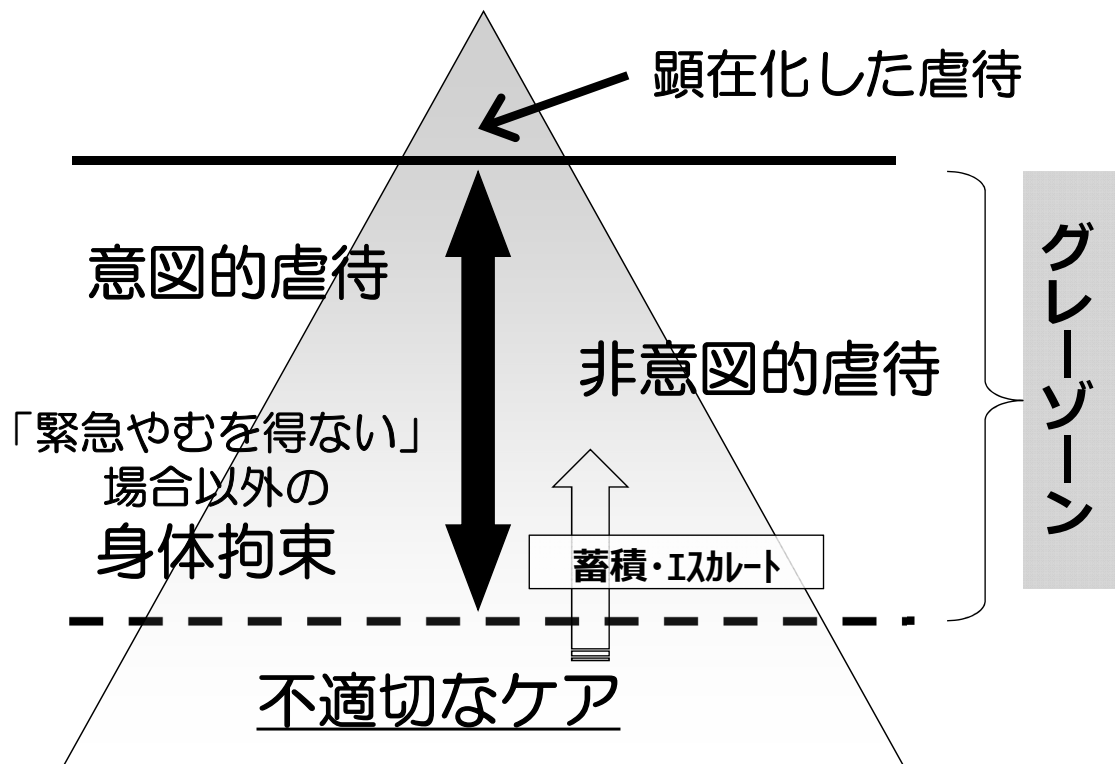 顕在化した虐待
意図的虐待
非意図的虐待
「緊急やむを得ない」
場合以外の
身体拘束
蓄積・ｴｽｶﾚｰﾄ
不適切なケア
グレーゾーン